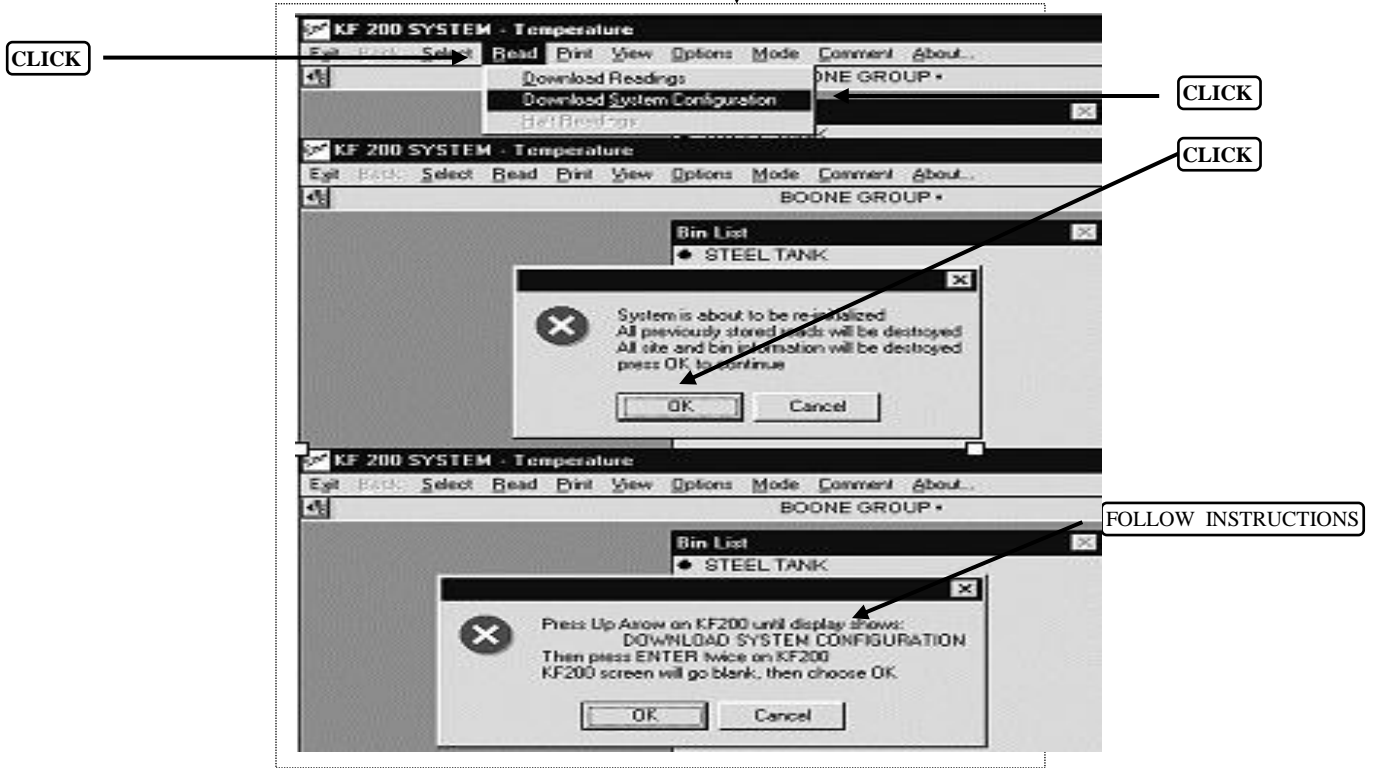 KF 200 SYSTEM - Temperature
CLICK
Exit Back Select Read Print View Options Mode Comment About...
Download Readings
ONE GROUP •
Download System Configuration
CLICK
Halt Readings
KF 200 SYSTEM - Temperature
CLICK
Exit Back Select Read Print View Options Mode Comment About...
BOONE GROUP •
Bin List
STEEL TANK
System is about to be re-initialized
All previously stored reads will be destroyed
All site and bin information will be destroyed
press OK to continue
OK Cancel
KF 200 SYSTEM - Temperature
Exit Back Select Read Print View Options Mode Comment About...
BOONE GROUP •
FOLLOW INSTRUCTIONS
Bin List
STEEL TANK
Press Up Arrow on KF200 until display shows:
DOWNLOAD SYSTEM CONFIGURATION
Then press ENTER twice on KF200
KF200 screen will go blank, then choose OK
OK Cancel